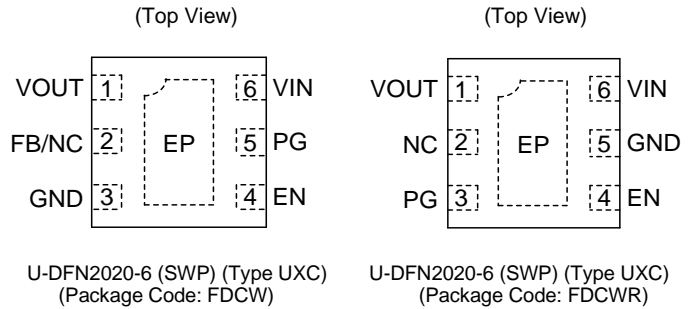 (Top View)
VOUT 1 6 VIN
FB/NC 2 EP 5 PG
GND 3 4 EN
U-DFN2020-6 (SWP) (Type UXC)
(Package Code: FDCW)
(Top View)
VOUT 1 6 VIN
NC 2 EP 5 GND
PG 3 4 EN
U-DFN2020-6 (SWP) (Type UXC)
(Package Code: FDCWR)